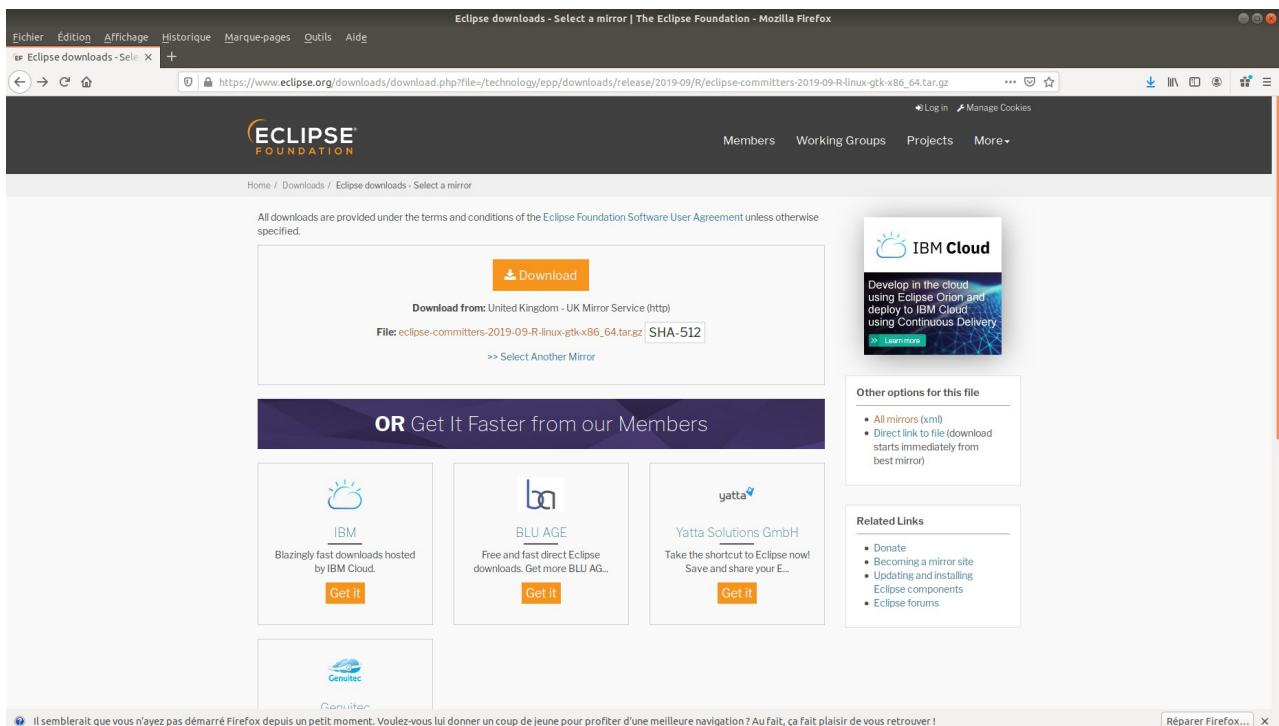 Eclipse downloads - Select a mirror | The Eclipse Foundation - Mozilla Firefox
Fichier Édition Affichage Historique Marque-pages Outils Aide
EF Eclipse downloads - Sele
https://www.eclipse.org/downloads/download.php?file=/technology/epp/downloads/release/2019-09/R/eclipse-committers-2019-09-R-linux-gtk-x86_64.tar.gz
Log in Manage Cookies
ECLIPSE
FOUNDATION
Members Working Groups Projects More
Home / Downloads / Eclipse downloads - Select a mirror
All downloads are provided under the terms and conditions of the Eclipse Foundation Software User Agreement unless otherwise
specified.
Download
Download from: United Kingdom - UK Mirror Service (http)
File: eclipse-committers-2019-09-R-linux-gtk-x86_64.tar.gz SHA-512
>> Select Another Mirror
OR Get It Faster from our Members
IBM
Blazingly fast downloads hosted
by IBM Cloud.
Get it
ba
BLU AGE
Free and fast direct Eclipse
downloads. Get more BLU AG...
Get it
yatta
Yatta Solutions GmbH
Take the shortcut to Eclipse now!
Save and share your E...
Get it
Genuitec
Genuitec
IBM Cloud
Develop in the cloud
using Eclipse Orion and
deploy to IBM Cloud
using Continuous Delivery
>> Learn more
Other options for this file
• All mirrors (xml)
• Direct link to file (download
starts immediately from
best mirror)
Related Links
• Donate
• Becoming a mirror site
• Updating and installing
Eclipse components
• Eclipse forums
Il semblerait que vous n'ayez pas démarré Firefox depuis un petit moment. Voulez-vous lui donner un coup de jeune pour profiter d'une meilleure navigation ? Au fait, ça fait plaisir de vous retrouver !
Réparer Firefox...